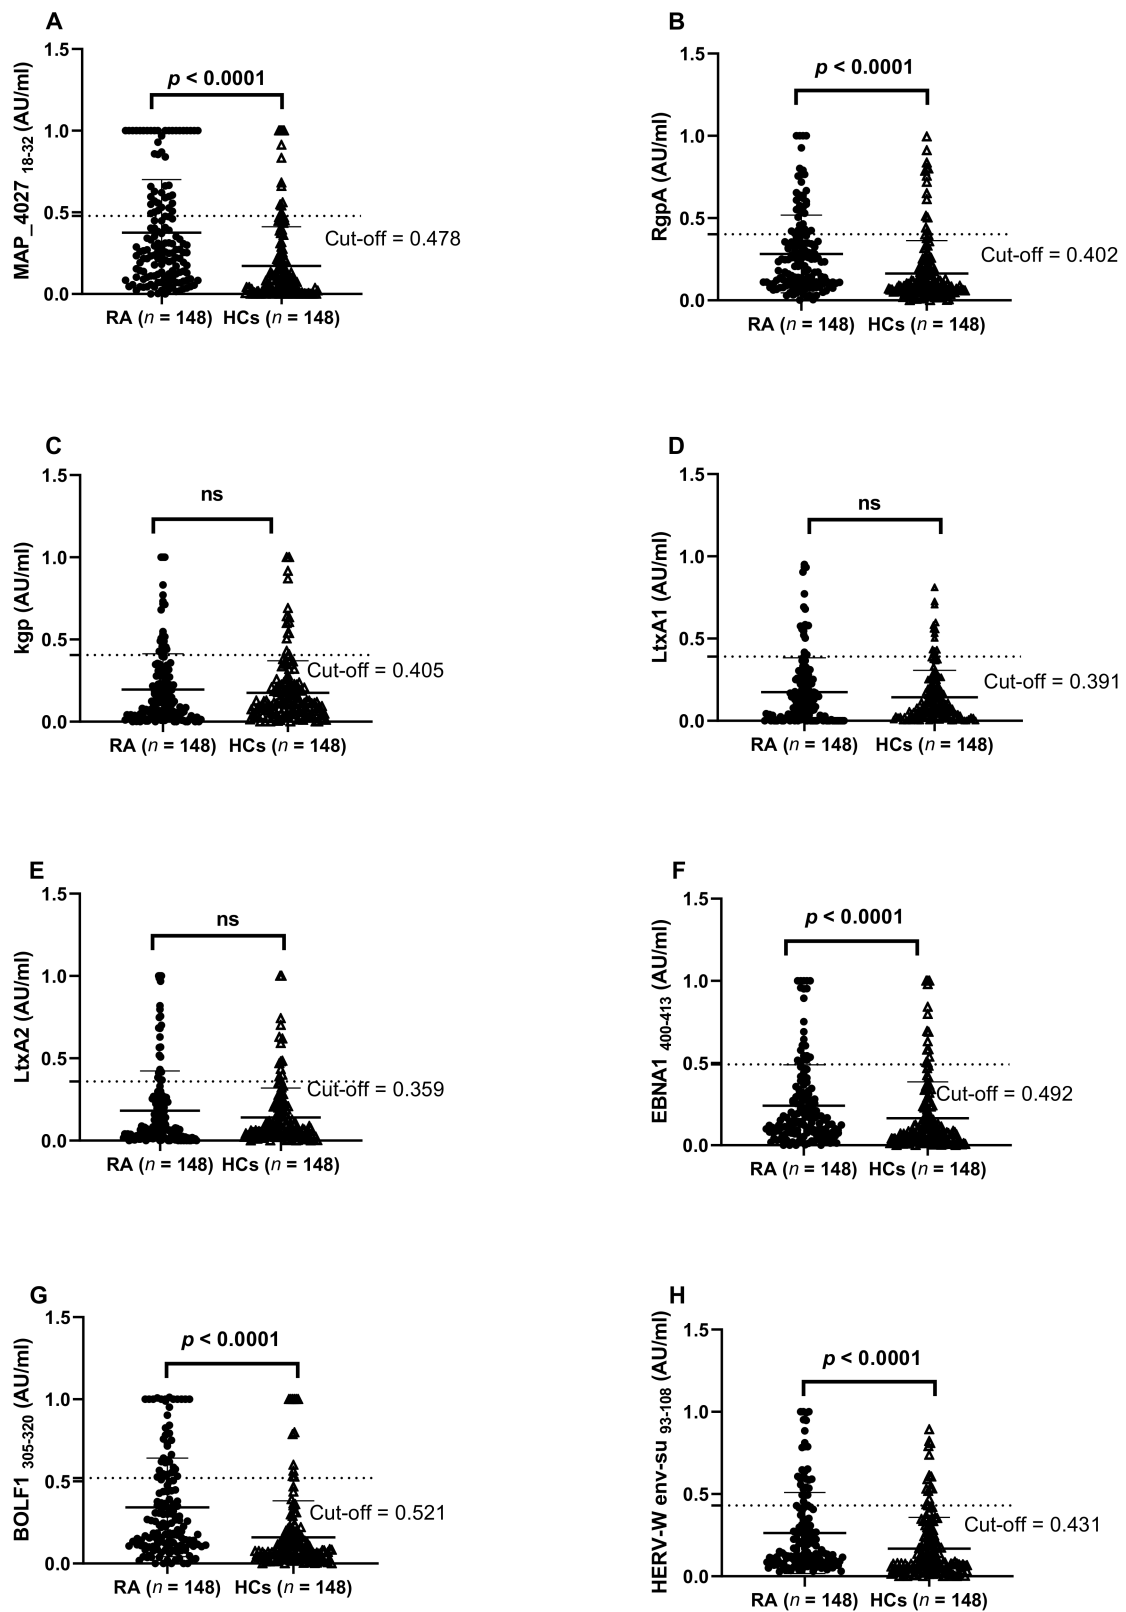 A
MAP_4027 18-32 (AU/ml)
1.5
1.0
0.5
0.0
p < 0.0001
Cut-off = 0.478
RA (n = 148) HCs (n = 148)
B
RgpA (AU/ml)
1.5
1.0
0.5
0.0
p < 0.0001
Cut-off = 0.402
RA (n = 148) HCs (n = 148)
C
kgp (AU/ml)
1.5
1.0
0.5
0.0
ns
Cut-off = 0.405
RA (n = 148) HCs (n = 148)
D
LtxA1 (AU/ml)
1.5
1.0
0.5
0.0
ns
Cut-off = 0.391
RA (n = 148) HCs (n = 148)
E
LtxA2 (AU/ml)
1.5
1.0
0.5
0.0
ns
Cut-off = 0.359
RA (n = 148) HCs (n = 148)
F
EBNA1 400-413 (AU/ml)
1.5
1.0
0.5
0.0
p < 0.0001
Cut-off = 0.492
RA (n = 148) HCs (n = 148)
G
BOLF1 305-320 (AU/ml)
1.5
1.0
0.5
0.0
p < 0.0001
Cut-off = 0.521
RA (n = 148) HCs (n = 148)
H
HERV-W env-su 93-108 (AU/ml)
1.5
1.0
0.5
0.0
p < 0.0001
Cut-off = 0.431
RA (n = 148) HCs (n = 148)